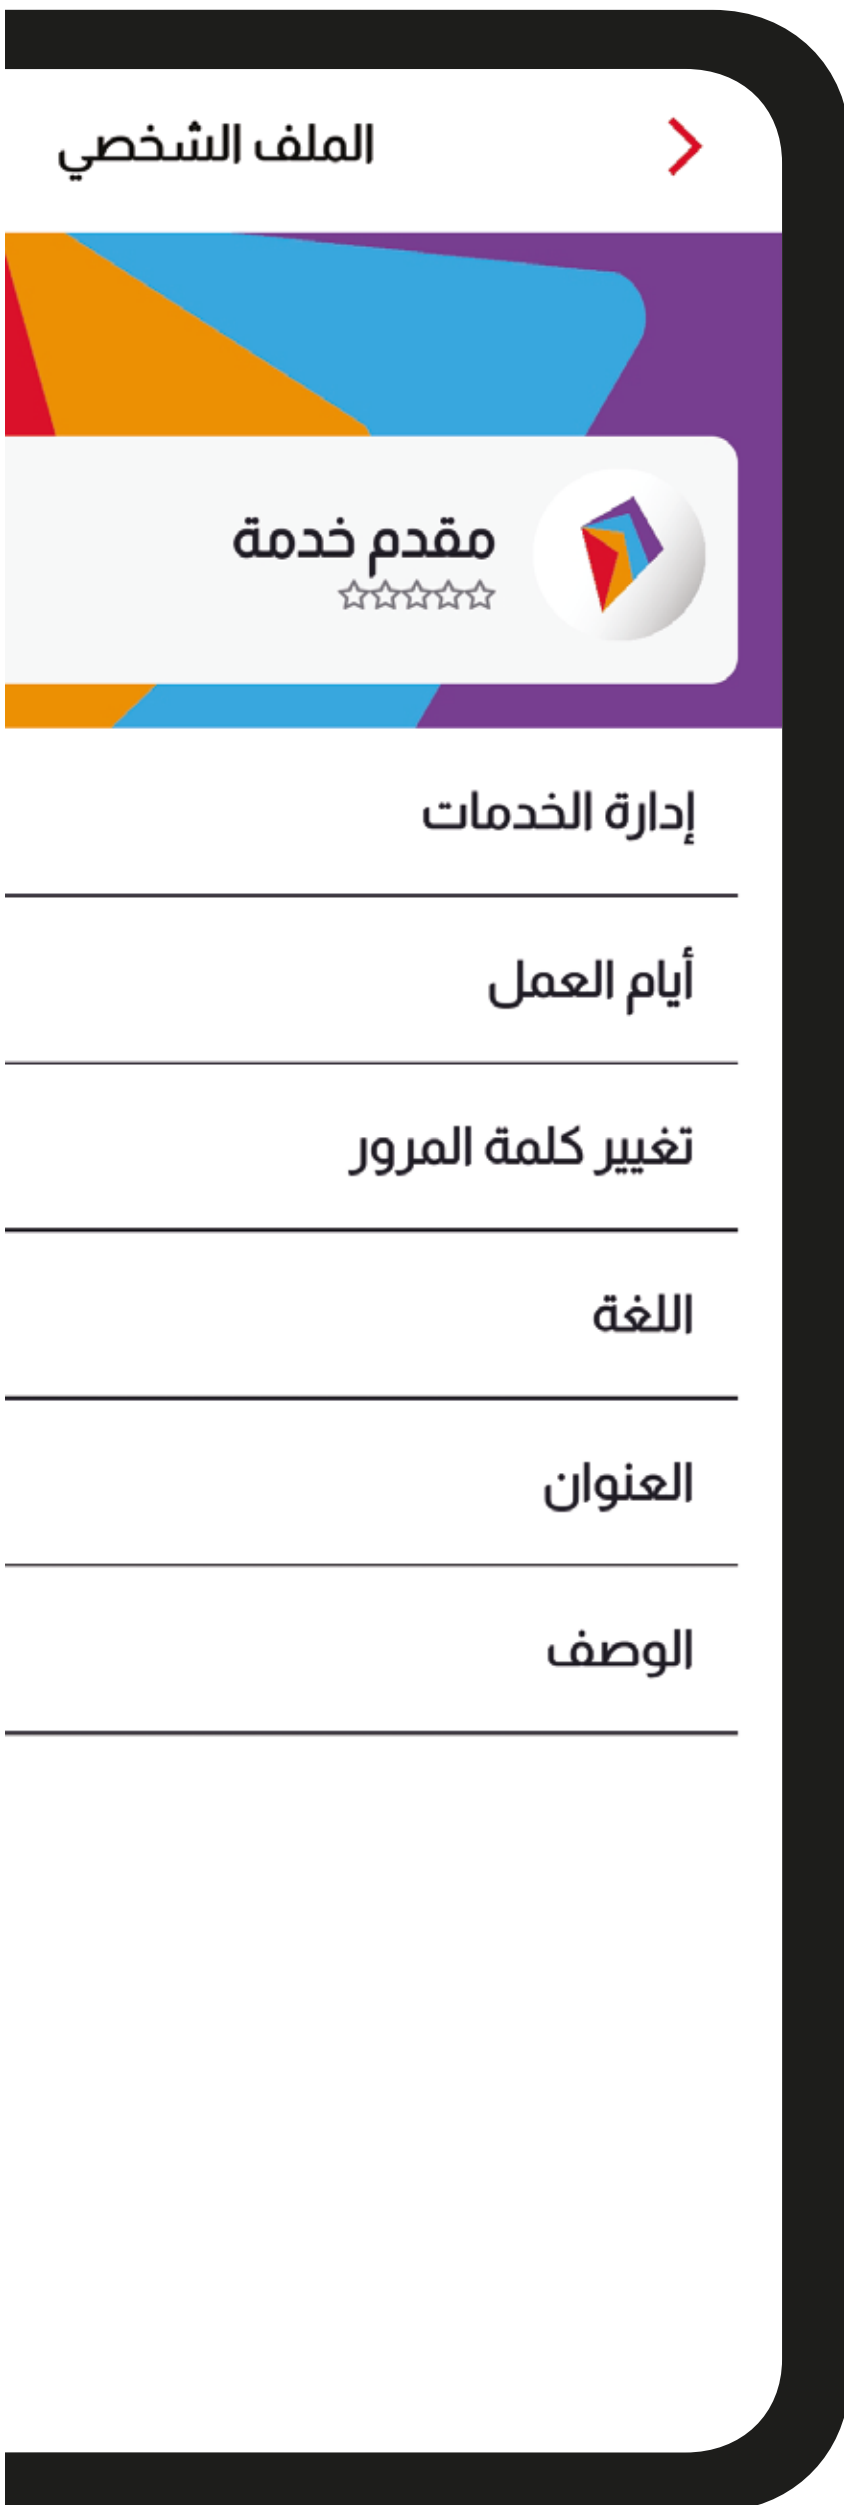 الملف الشخصي
مقدم خدمة
إدارة الخدمات
أيام العمل
تغيير كلمة المرور
اللغة
العنوان
الوصف